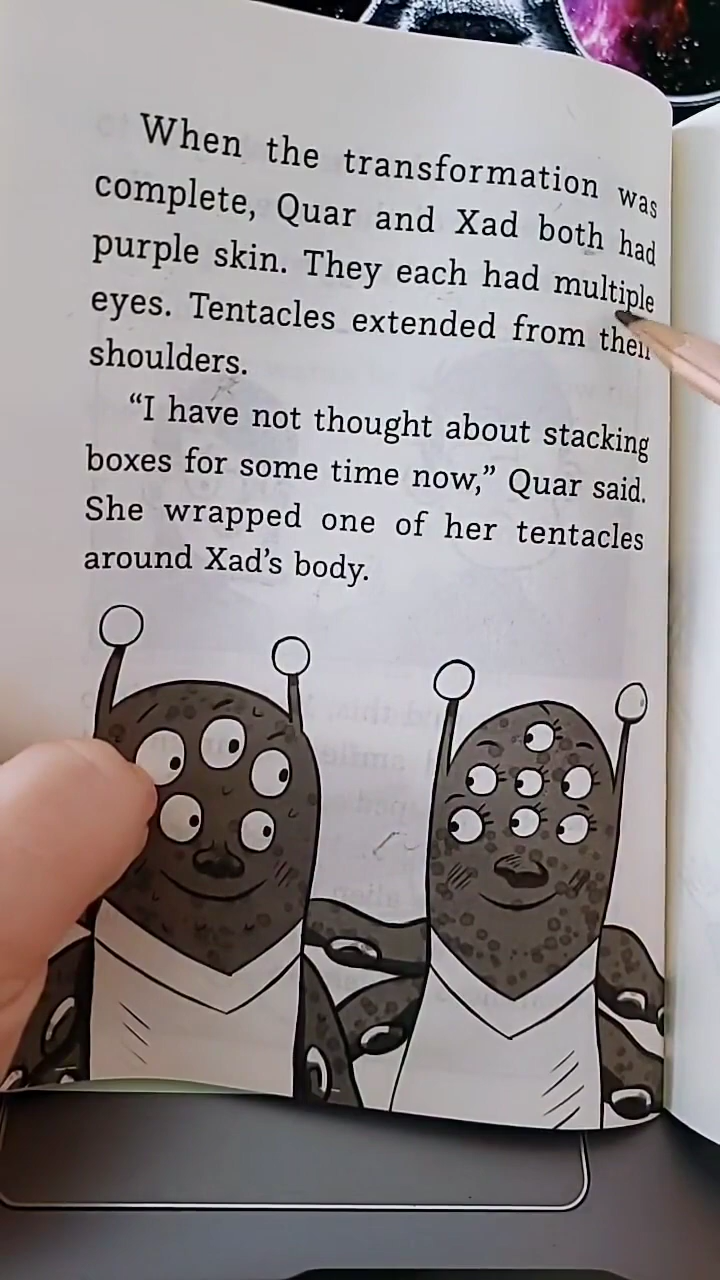 When the transformation was
complete, Quar and Xad both had
purple skin. They each had multiple
eyes. Tentacles extended from their
shoulders.
“I have not thought about stacking
boxes for some time now,” Quar said.
She wrapped one of her tentacles
around Xad’s body.